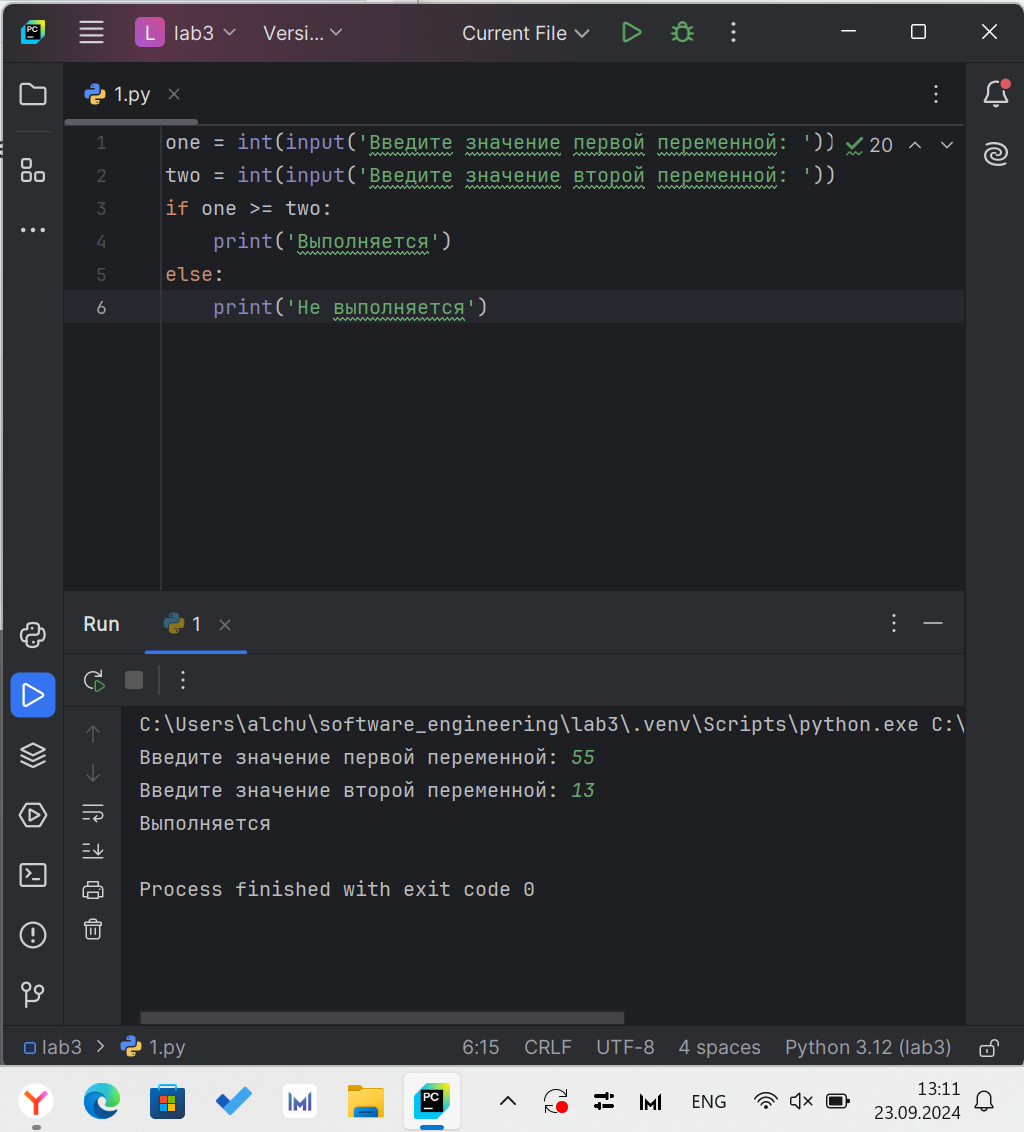 PC
L lab3 Versi... Current File
1.py
1 one = int(input('Введите значение первой переменной: ')) 20
2 two = int(input('Введите значение второй переменной: '))
3 if one >= two:
4 print('Выполняется')
5 else:
6 print('Не выполняется')
Run 1
C:\Users\alchu\software_engineering\lab3\.venv\Scripts\python.exe C:\
Введите значение первой переменной: 55
Введите значение второй переменной: 13
Выполняется
Process finished with exit code 0
lab3 > 1.py 6:15 CRLF UTF-8 4 spaces Python 3.12 (lab3)
PC
ENG
13:11
23.09.2024